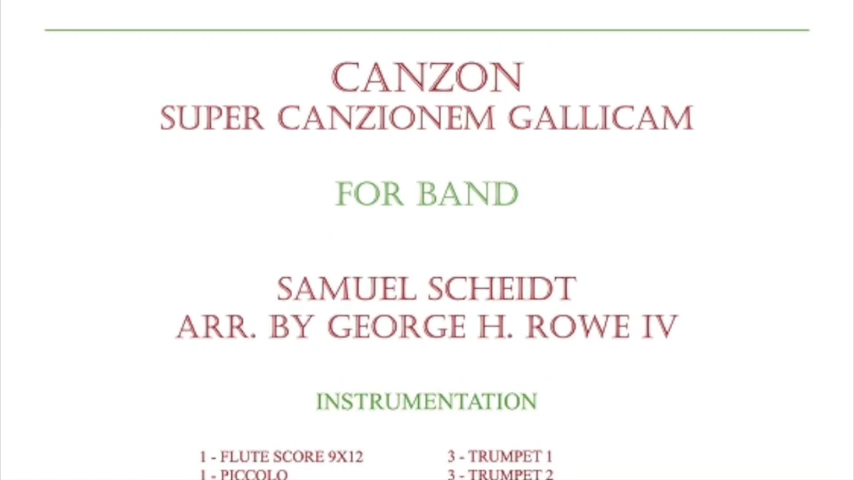 CANZON
SUPER CANZIONEM GALLICAM
FOR BAND
SAMUEL SCHEIDT
ARR. BY GEORGE H. ROWE IV
INSTRUMENTATION
1 - FLUTE SCORE 9X12
3 - TRUMPET 1
1 - PICCOLO
3 - TRUMPET 2